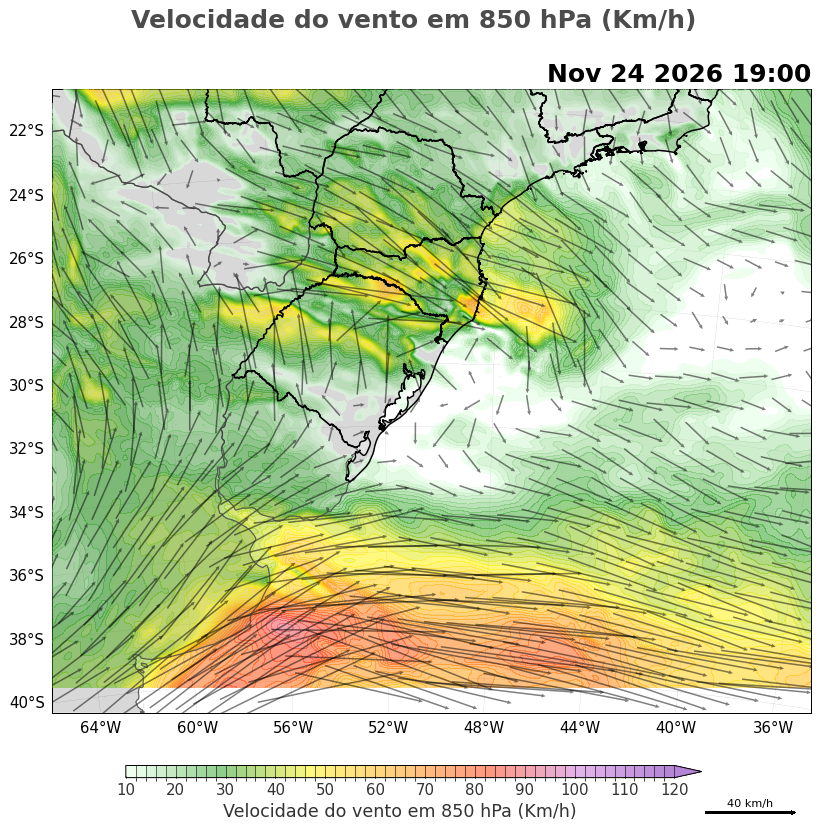 Velocidade do vento em 850 hPa (Km/h)
Nov 24 2026 19:00
22°S
24°S
26°S
28°S
30°S
32°S
34°S
36°S
38°S
40°S
64°W 60°W 56°W 52°W 48°W 44°W 40°W 36°W
10 20 30 40 50 60 70 80 90 100 110 120
Velocidade do vento em 850 hPa (Km/h)
40 km/h